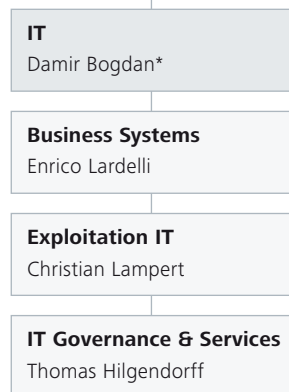 IT
Damir Bogdan*
Business Systems
Enrico Lardelli
Exploitation IT
Christian Lampert
IT Governance & Services
Thomas Hilgendorff